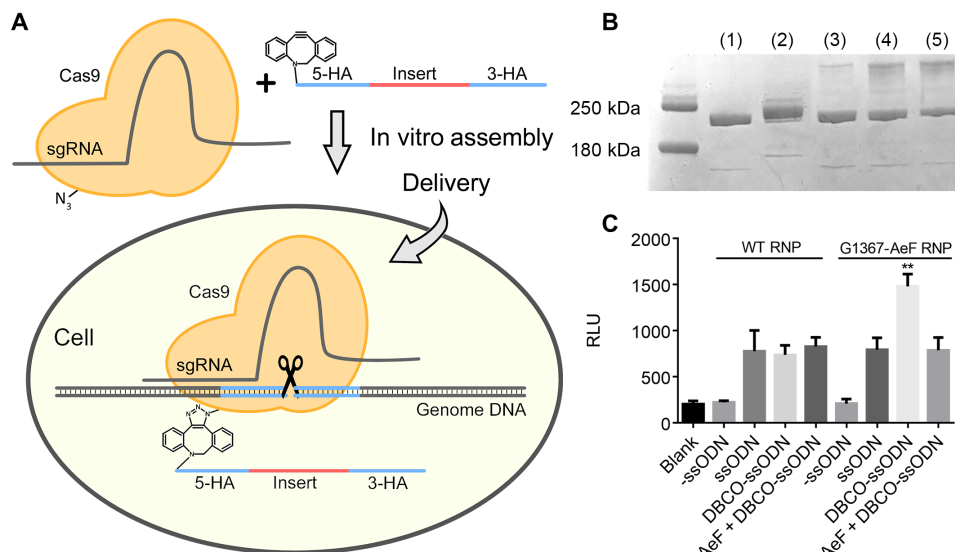 A
Cas9
sgRNA
N3
N
5-HA Insert 3-HA
In vitro assembly
Delivery
Cell
Cas9
sgRNA
Genome DNA
N N N
N
5-HA Insert 3-HA
B
(1) (2) (3) (4) (5)
250 kDa
180 kDa
C
WT RNP G1367-AeF RNP
**
RLU
2000
1500
1000
500
0
Blank
-ssODN
ssODN
DBCO-ssODN
AeF + DBCO-ssODN
-ssODN
ssODN
DBCO-ssODN
AeF + DBCO-ssODN